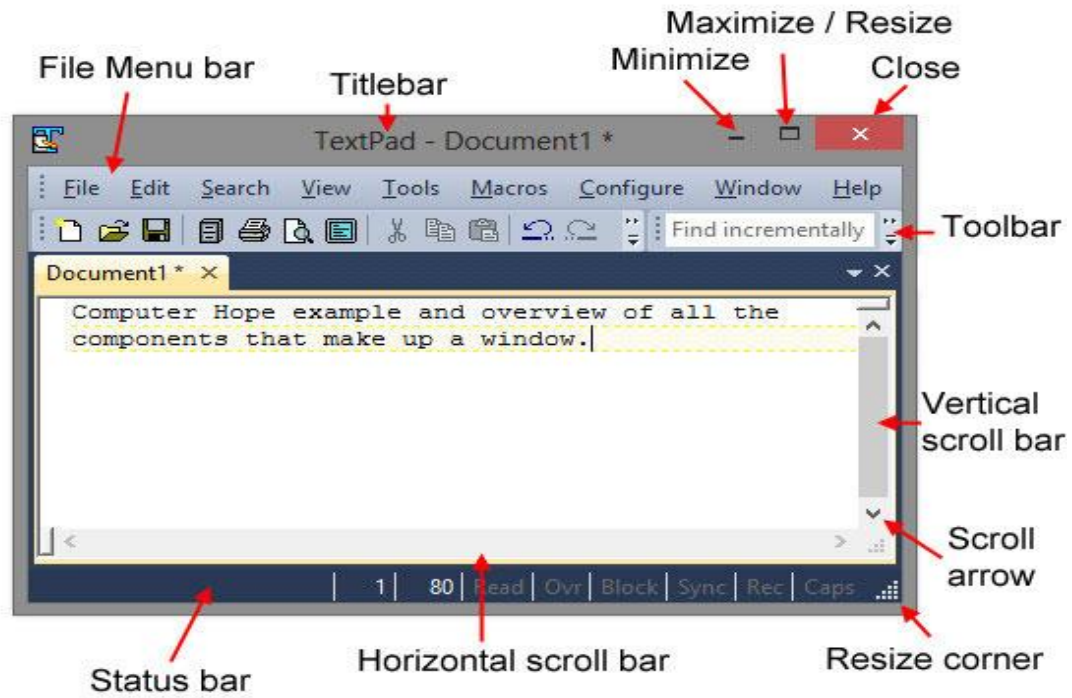 Maximize / Resize
File Menu bar
Titlebar
Minimize
Close
TextPad - Document1 *
File Edit Search View Tools Macros Configure Window Help
Find incrementally
Toolbar
Document1 *
Computer Hope example and overview of all the
components that make up a window.
Vertical
scroll bar
Scroll
arrow
1 80 Read Ovr Block Sync Rec Caps
Status bar
Horizontal scroll bar
Resize corner